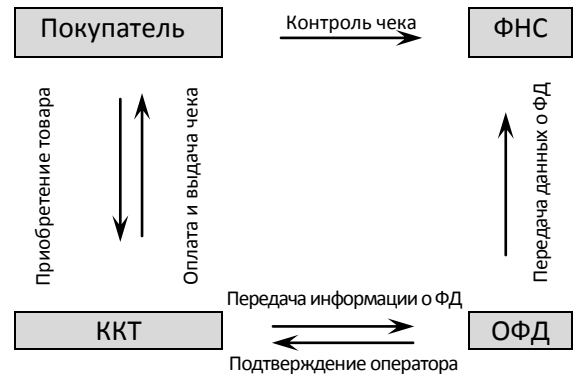 Покупатель
Контроль чека
ФНС
Приобретение товара
Оплата и выдача чека
Передача данных о ФД
Передача информации о ФД
ККТ
ОФД
Подтверждение оператора